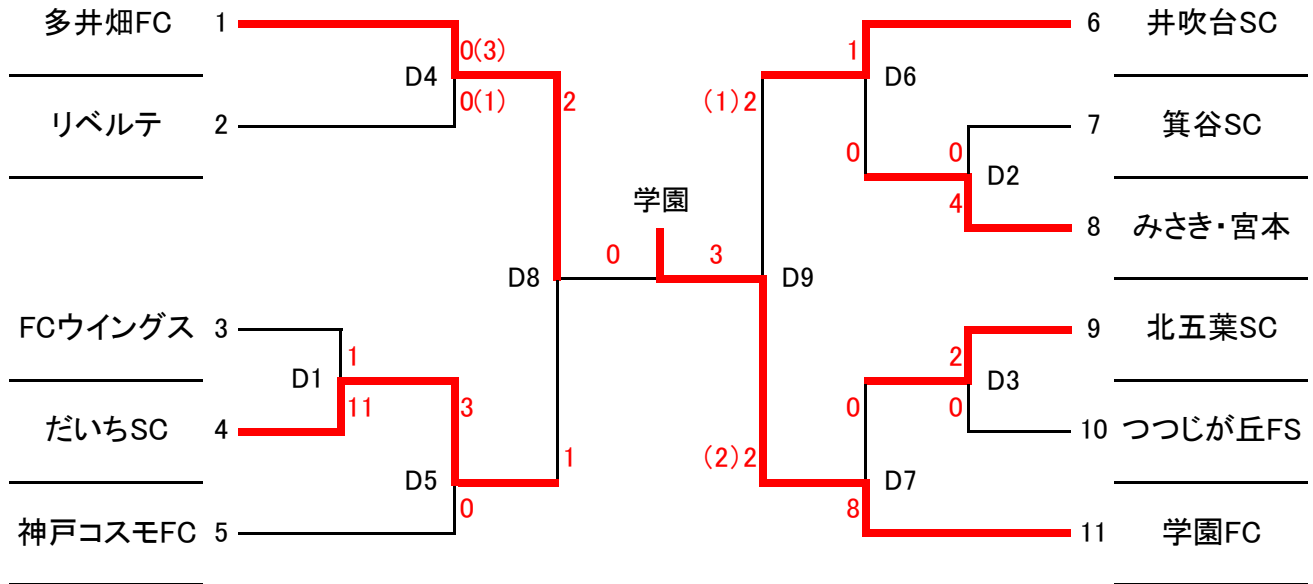 多井畑FC 1 0(3) 1 6 井吹台SC
D4 D6
リベルテ 2 0(1) 2 (1)2 0 0 7 箕谷SC
D2
学園 4 8 みさき・宮本
0 3
D8 D9
FCウイングス 3 1 2 9 北五葉SC
D1 D3
だいちSC 4 11 3 0 0 10 つつじが丘FS
1 (2)2
D5 D7
神戸コスモFC 5 0 8 11 学園FC